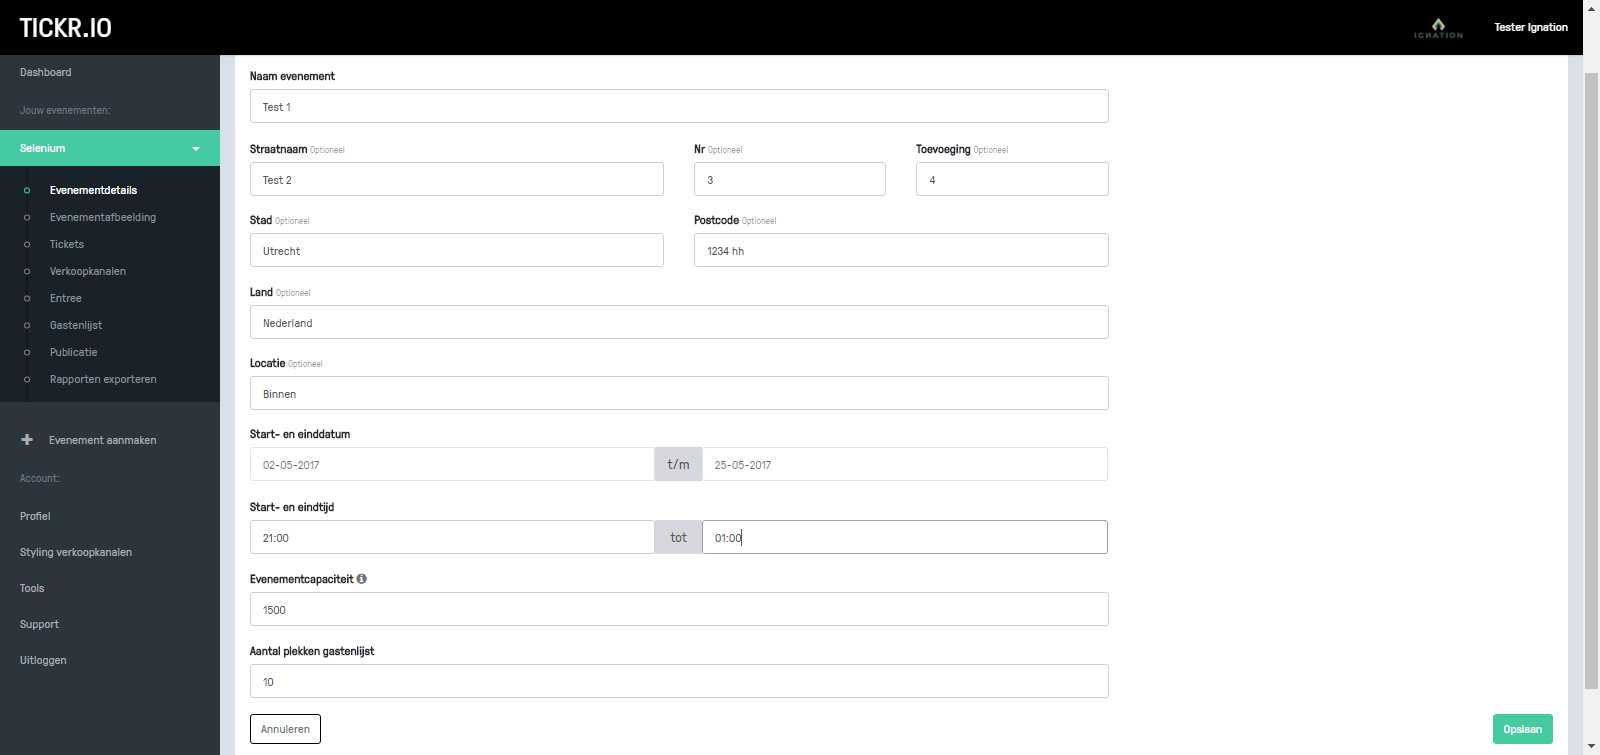 TICKR.IO
IGNATION
Tester Ignation
Dashboard
Jouw evenementen:
Selenium
Evenementdetails
Evenementafbeelding
Tickets
Verkoopkanalen
Entree
Gastenlijst
Publicatie
Rapporten exporteren
Evenement aanmaken
Account:
Profiel
Styling verkoopkanalen
Tools
Support
Uitloggen
Naam evenement
Test 1
Straatnaam Optioneel
Nr Optioneel
Toevoeging Optioneel
Test 2
3
4
Stad Optioneel
Postcode Optioneel
Utrecht
1234 hh
Land Optioneel
Nederland
Locatie Optioneel
Binnen
Start- en einddatum
02-05-2017 t/m 25-05-2017
Start- en eindtijd
21:00 tot 01:00
Evenementcapaciteit
1500
Aantal plekken gastenlijst
10
Annuleren
Opslaan